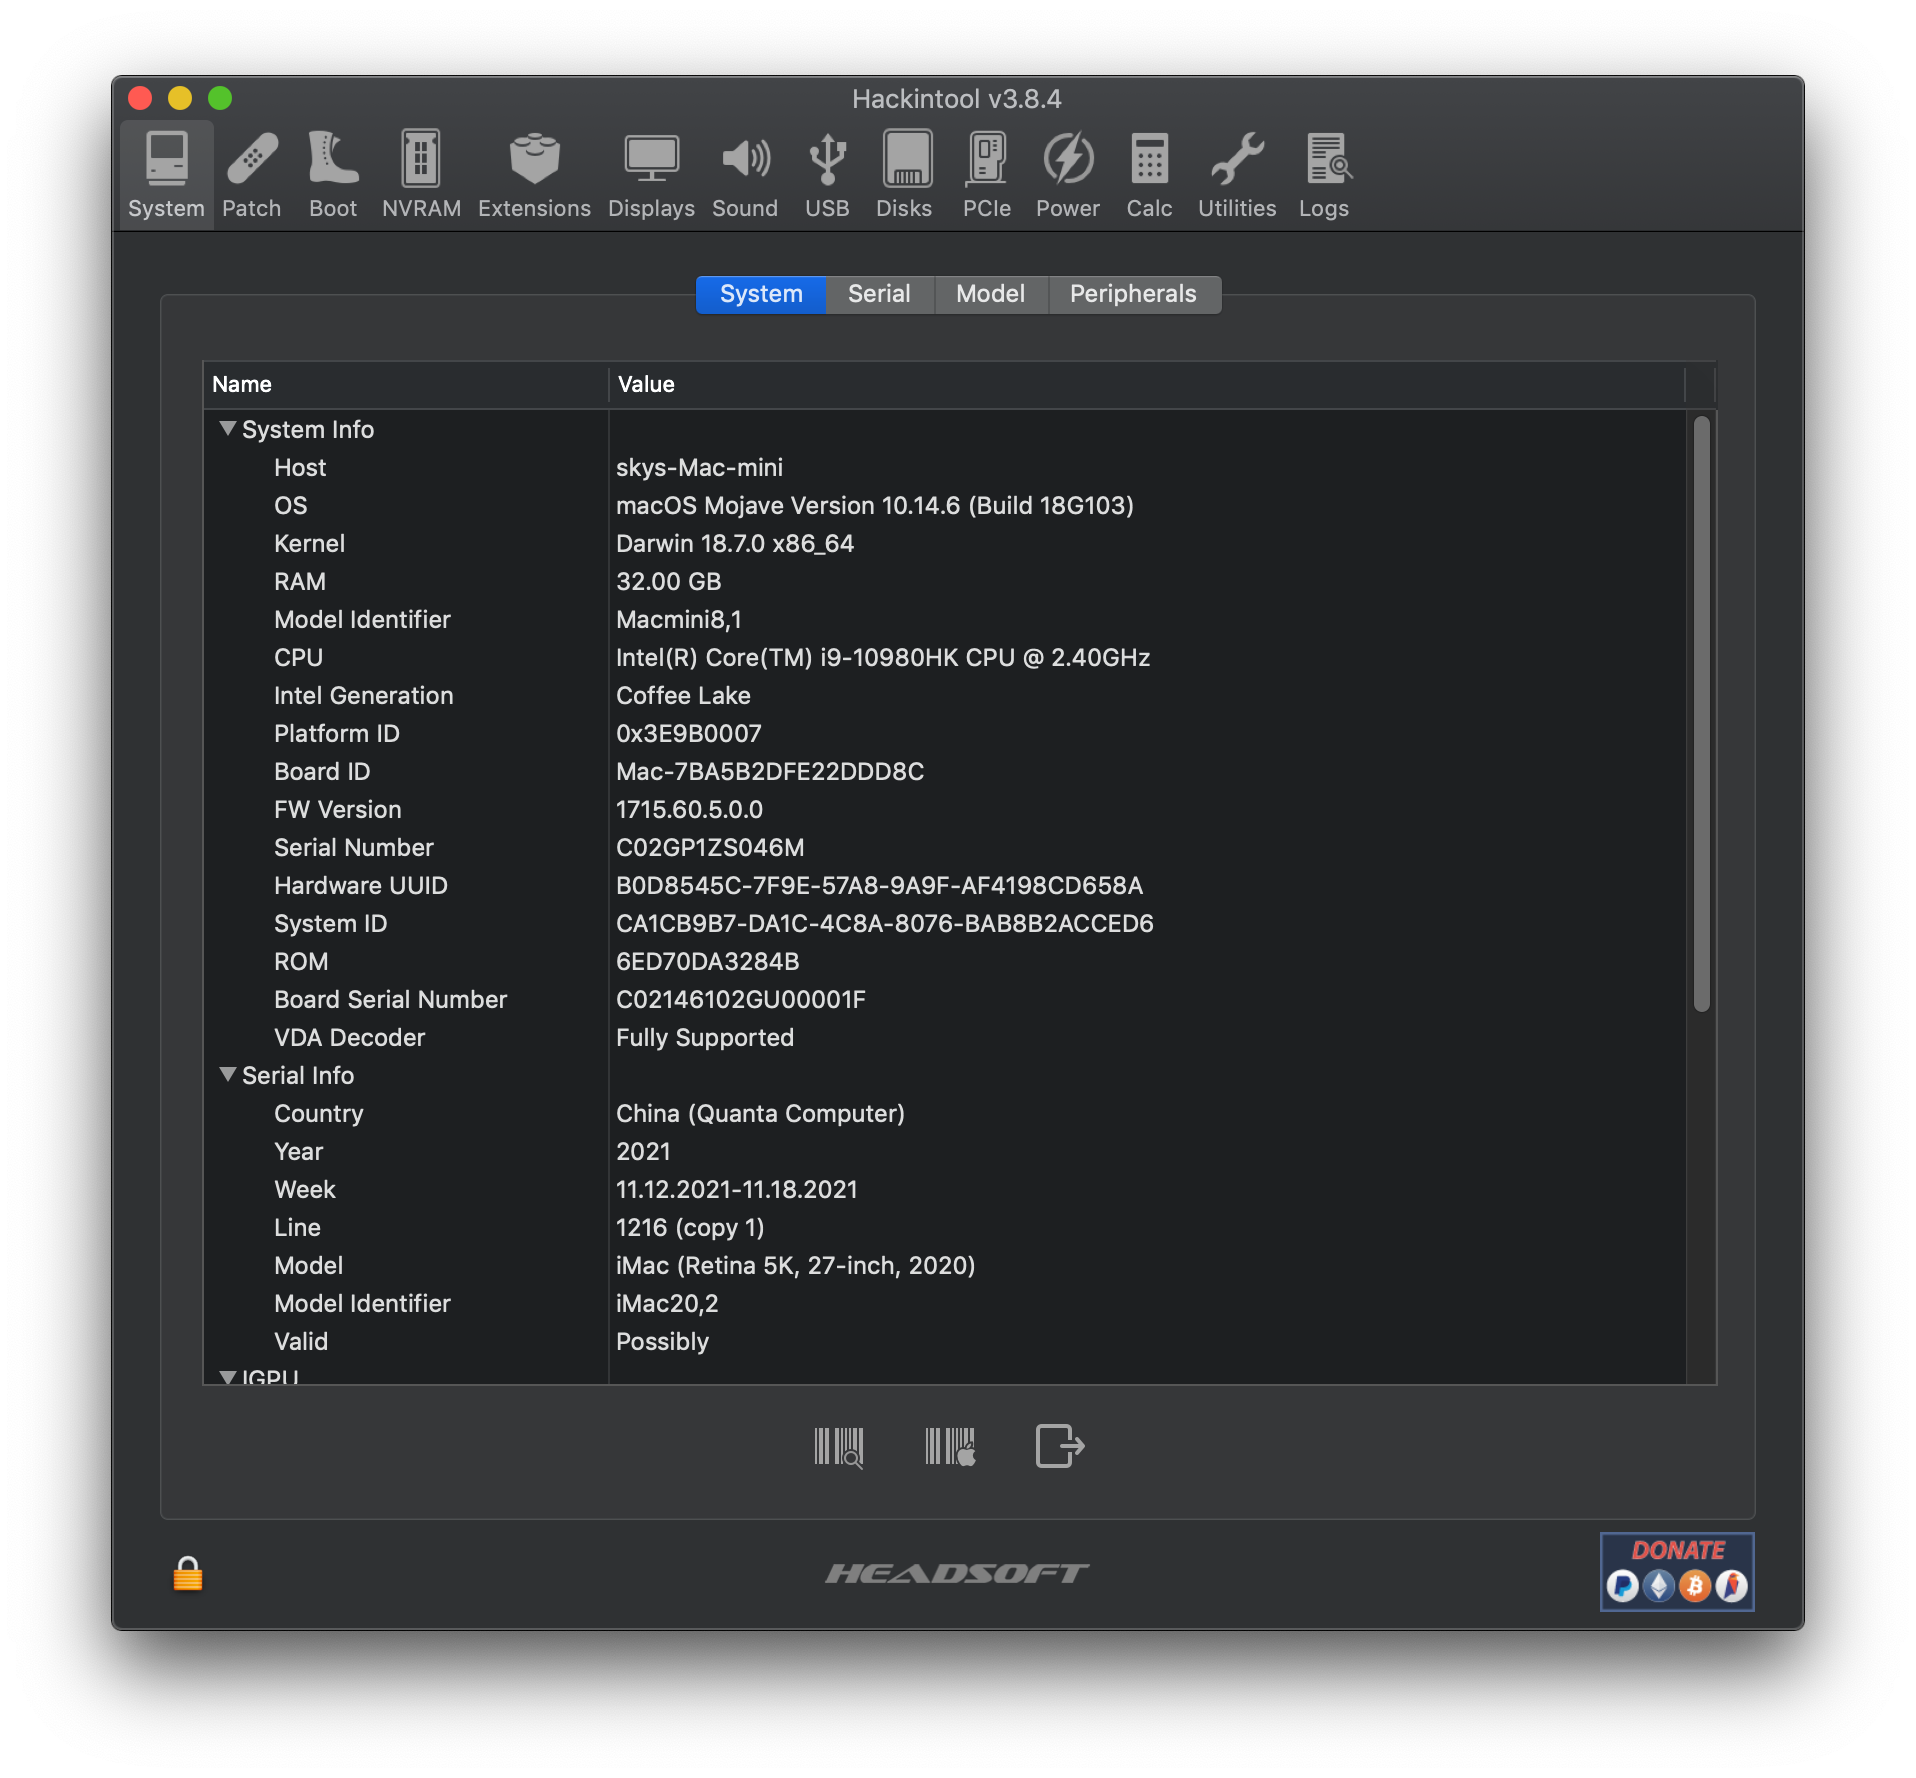 Hackintool v3.8.4
System Patch Boot NVRAM Extensions Displays Sound USB Disks PCIe Power Calc Utilities Logs
System Serial Model Peripherals
Name Value
System Info
Host skys-Mac-mini
OS macOS Mojave Version 10.14.6 (Build 18G103)
Kernel Darwin 18.7.0 x86_64
RAM 32.00 GB
Model Identifier Macmini8,1
CPU Intel(R) Core(TM) i9-10980HK CPU @ 2.40GHz
Intel Generation Coffee Lake
Platform ID 0x3E9B0007
Board ID Mac-7BA5B2DFE22DDD8C
FW Version 1715.60.5.0.0
Serial Number C02GP1ZS046M
Hardware UUID B0D8545C-7F9E-57A8-9A9F-AF4198CD658A
System ID CA1CB9B7-DA1C-4C8A-8076-BAB8B2ACCED6
ROM 6ED70DA3284B
Board Serial Number C02146102GU00001F
VDA Decoder Fully Supported
Serial Info
Country China (Quanta Computer)
Year 2021
Week 11.12.2021-11.18.2021
Line 1216 (copy 1)
Model iMac (Retina 5K, 27-inch, 2020)
Model Identifier iMac20,2
Valid Possibly
IGPU
HEADSOFT
DONATE